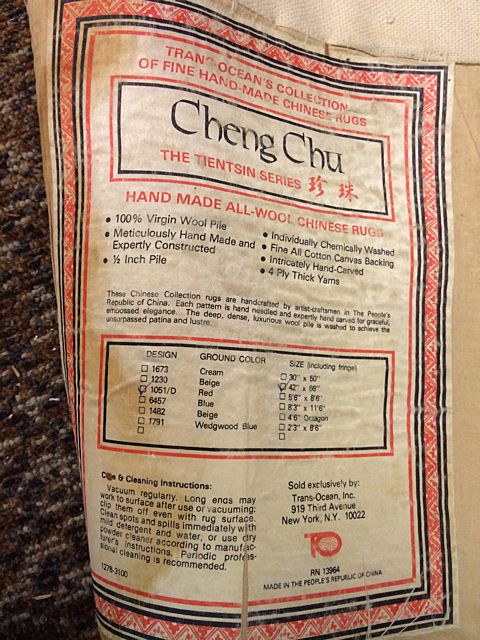 TRANS-OCEAN'S COLLECTION
OF FINE HAND-MADE CHINESE RUGS
Cheng Chu
THE TIENTSIN SERIES 珍珠
HAND MADE ALL-WOOL CHINESE RUGS
• 100% Virgin Wool Pile
• Meticulously Hand Made and
Expertly Constructed
• ½ Inch Pile
• Individually Chemically Washed
• Fine All Cotton Canvas Backing
• Intricately Hand-Carved
• 4 Ply Thick Yarns
These Chinese Collection rugs are handcrafted by artist-craftsmen in The People's
Republic of China. Each pattern is hand needled and expertly hand carved for graceful,
embossed elegance. The deep, dense, luxurious wool pile is washed to achieve the
unsurpassed patina and lustre.
DESIGN GROUND COLOR SIZE (including fringe)
☐ 1673 Cream ☐ 30" x 50"
☐ 1230 Beige ☑ 42" x 66"
☑ 1051/D Red ☐ 5'6" x 8'6"
☐ 6457 Blue ☐ 8'3" x 11'6"
☐ 1482 Beige ☐ 4'6" Octagon
☐ 1791 Wedgwood Blue ☐ 2'3" x 8'6"
☐ ☐
Care & Cleaning Instructions:
Vacuum regularly. Long ends may
work to surface after use or vacuuming:
clip them off even with rug surface.
Clean spots and spills immediately with
mild detergent and water, or use dry
powder cleaner according to manufac-
turer's instructions. Periodic profes-
sional cleaning is recommended.
1278-3100
Sold exclusively by:
Trans-Ocean, Inc.
919 Third Avenue
New York, N.Y. 10022
TO
RN 13964
MADE IN THE PEOPLE'S REPUBLIC OF CHINA